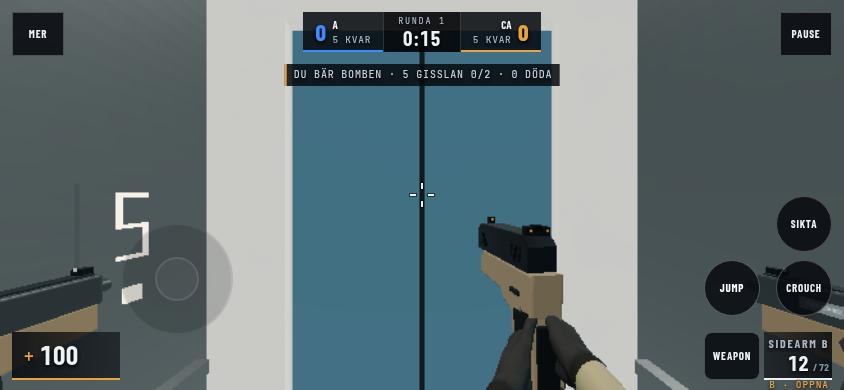 MER
0 A 5 KVAR
RUNDA 1
0:15
CA 5 KVAR 0
PAUSE
DU BÄR BOMBEN · 5 GISSLAN 0/2 · 0 DÖDA
5
SIKTA
JUMP
CROUCH
+ 100
WEAPON
SIDEARM B
12 / 72
B · ÖPPNA